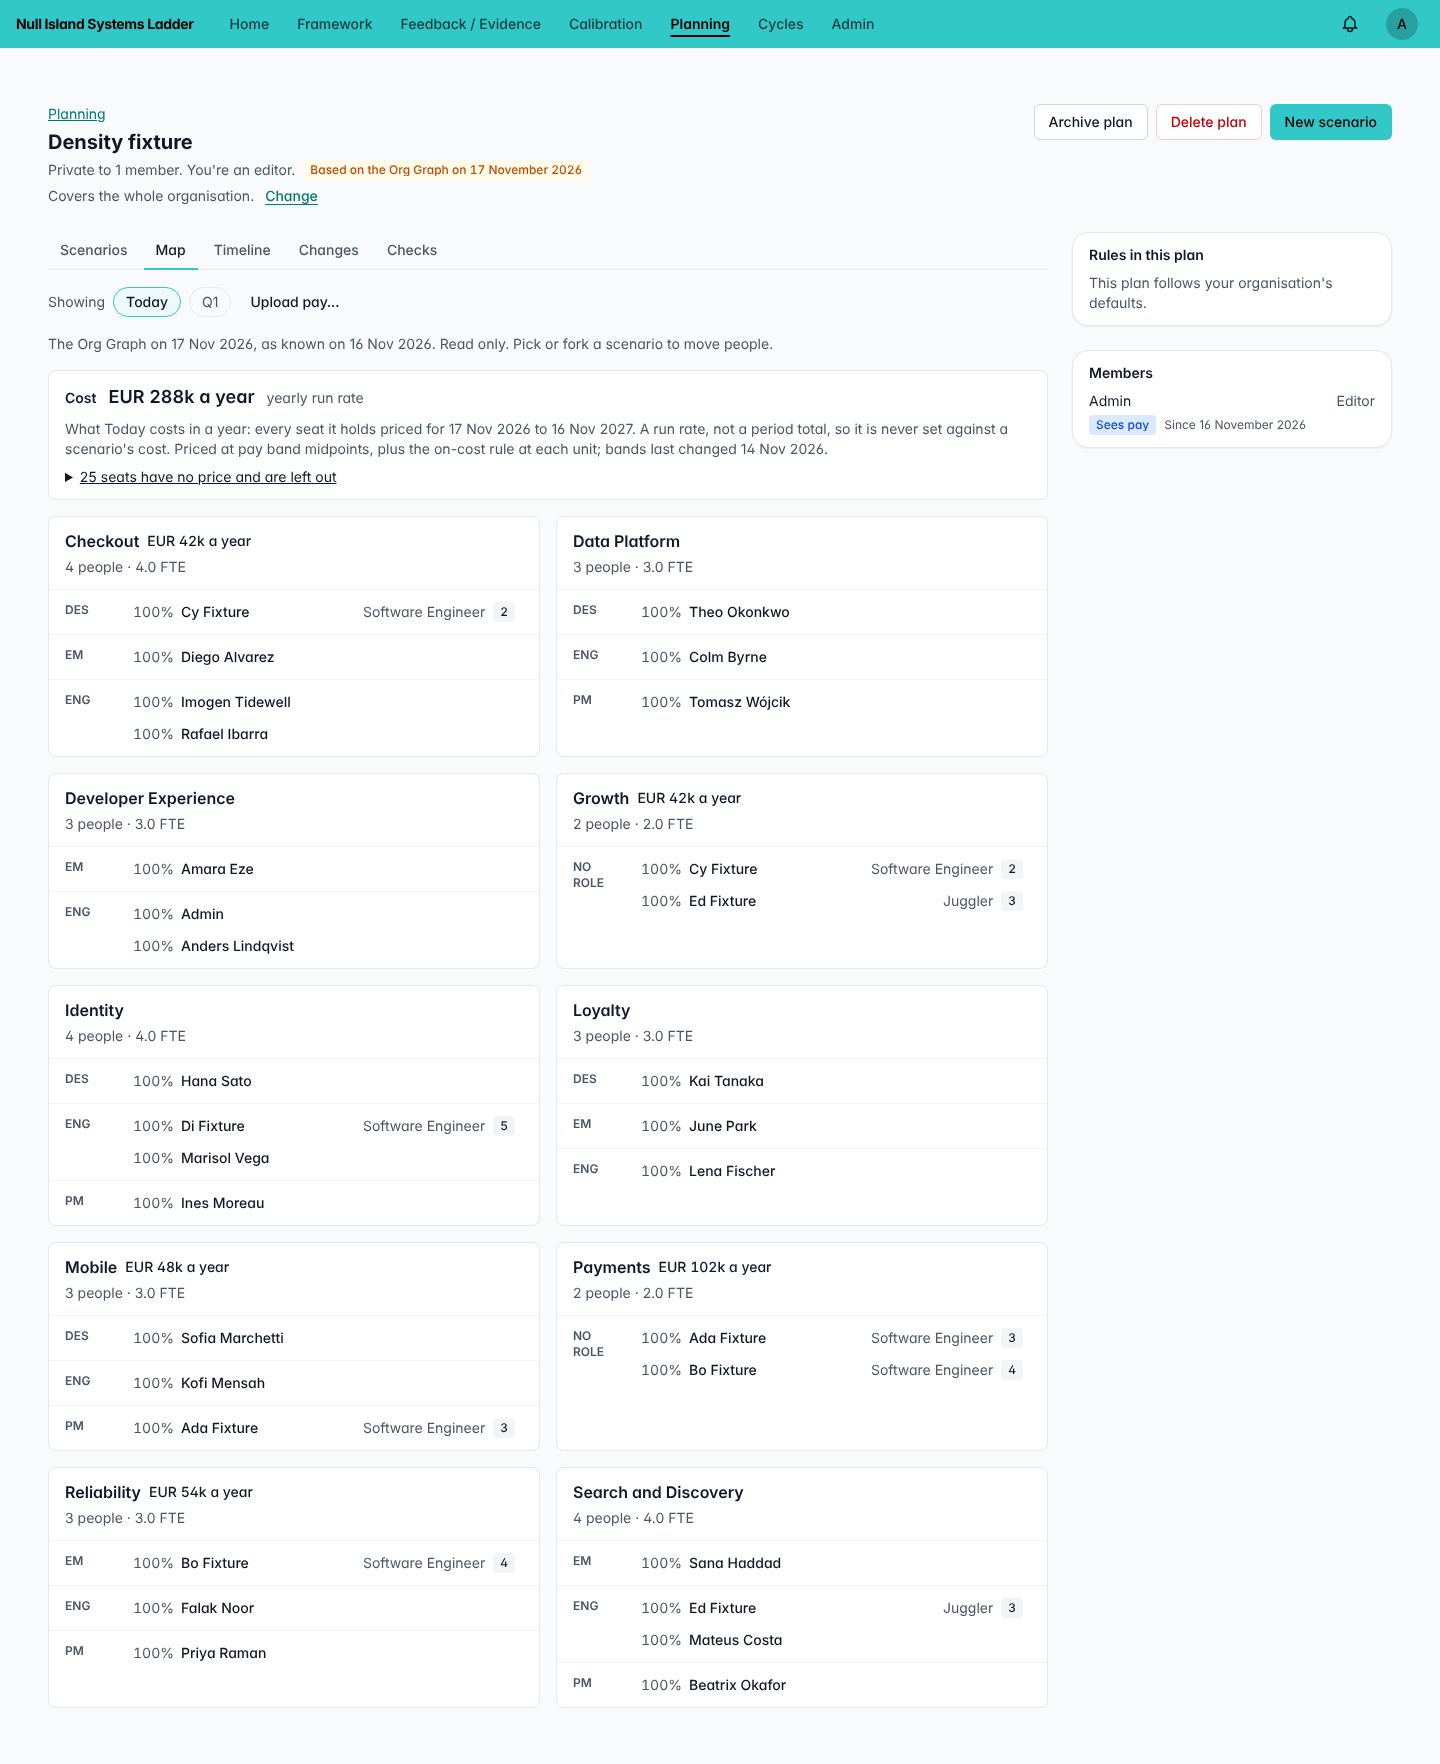 Null Island Systems Ladder Home Framework Feedback / Evidence Calibration Planning Cycles Admin A
Planning
Density fixture
Private to 1 member. You're an editor. Based on the Org Graph on 17 November 2026
Covers the whole organisation. Change
Archive plan Delete plan New scenario
Scenarios Map Timeline Changes Checks
Showing Today Q1 Upload pay...
The Org Graph on 17 Nov 2026, as known on 16 Nov 2026. Read only. Pick or fork a scenario to move people.
Cost EUR 288k a year yearly run rate
What Today costs in a year: every seat it holds priced for 17 Nov 2026 to 16 Nov 2027. A run rate, not a period total, so it is never set against a
scenario's cost. Priced at pay band midpoints, plus the on-cost rule at each unit; bands last changed 14 Nov 2026.
25 seats have no price and are left out
Checkout EUR 42k a year
4 people · 4.0 FTE
DES 100% Cy Fixture Software Engineer 2
EM 100% Diego Alvarez
ENG 100% Imogen Tidewell
100% Rafael Ibarra
Data Platform
3 people · 3.0 FTE
DES 100% Theo Okonkwo
ENG 100% Colm Byrne
PM 100% Tomasz Wójcik
Developer Experience
3 people · 3.0 FTE
EM 100% Amara Eze
ENG 100% Admin
100% Anders Lindqvist
Growth EUR 42k a year
2 people · 2.0 FTE
NO ROLE 100% Cy Fixture Software Engineer 2
100% Ed Fixture Juggler 3
Identity
4 people · 4.0 FTE
DES 100% Hana Sato
ENG 100% Di Fixture Software Engineer 5
100% Marisol Vega
PM 100% Ines Moreau
Loyalty
3 people · 3.0 FTE
DES 100% Kai Tanaka
EM 100% June Park
ENG 100% Lena Fischer
Mobile EUR 48k a year
3 people · 3.0 FTE
DES 100% Sofia Marchetti
ENG 100% Kofi Mensah
PM 100% Ada Fixture Software Engineer 3
Payments EUR 102k a year
2 people · 2.0 FTE
NO ROLE 100% Ada Fixture Software Engineer 3
100% Bo Fixture Software Engineer 4
Reliability EUR 54k a year
3 people · 3.0 FTE
EM 100% Bo Fixture Software Engineer 4
ENG 100% Falak Noor
PM 100% Priya Raman
Search and Discovery
4 people · 4.0 FTE
EM 100% Sana Haddad
ENG 100% Ed Fixture Juggler 3
100% Mateus Costa
PM 100% Beatrix Okafor
Rules in this plan
This plan follows your organisation's
defaults.
Members
Admin Editor
Sees pay Since 16 November 2026